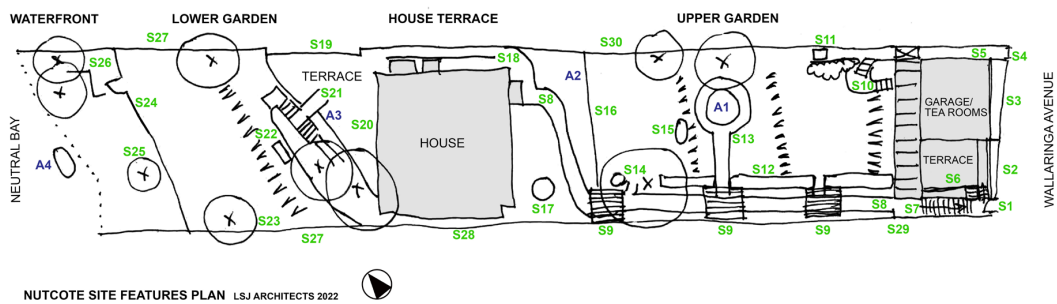 WATERFRONT
LOWER GARDEN
HOUSE TERRACE
UPPER GARDEN
S27
S19
S30
S11
S26
S18
S5
S4
TERRACE
S21
A2
S10
S24
A3
S8
S16
A1
GARAGE/
TEA ROOMS
S3
S22
S20
HOUSE
S15
S13
NEUTRAL BAY
A4
S25
S14
S12
TERRACE
S2
S6
WALLARINGA AVENUE
S23
S17
S8
S7
S1
S27
S28
S9
S9
S9
S29
NUTCOTE SITE FEATURES PLAN LSJ ARCHITECTS 2022